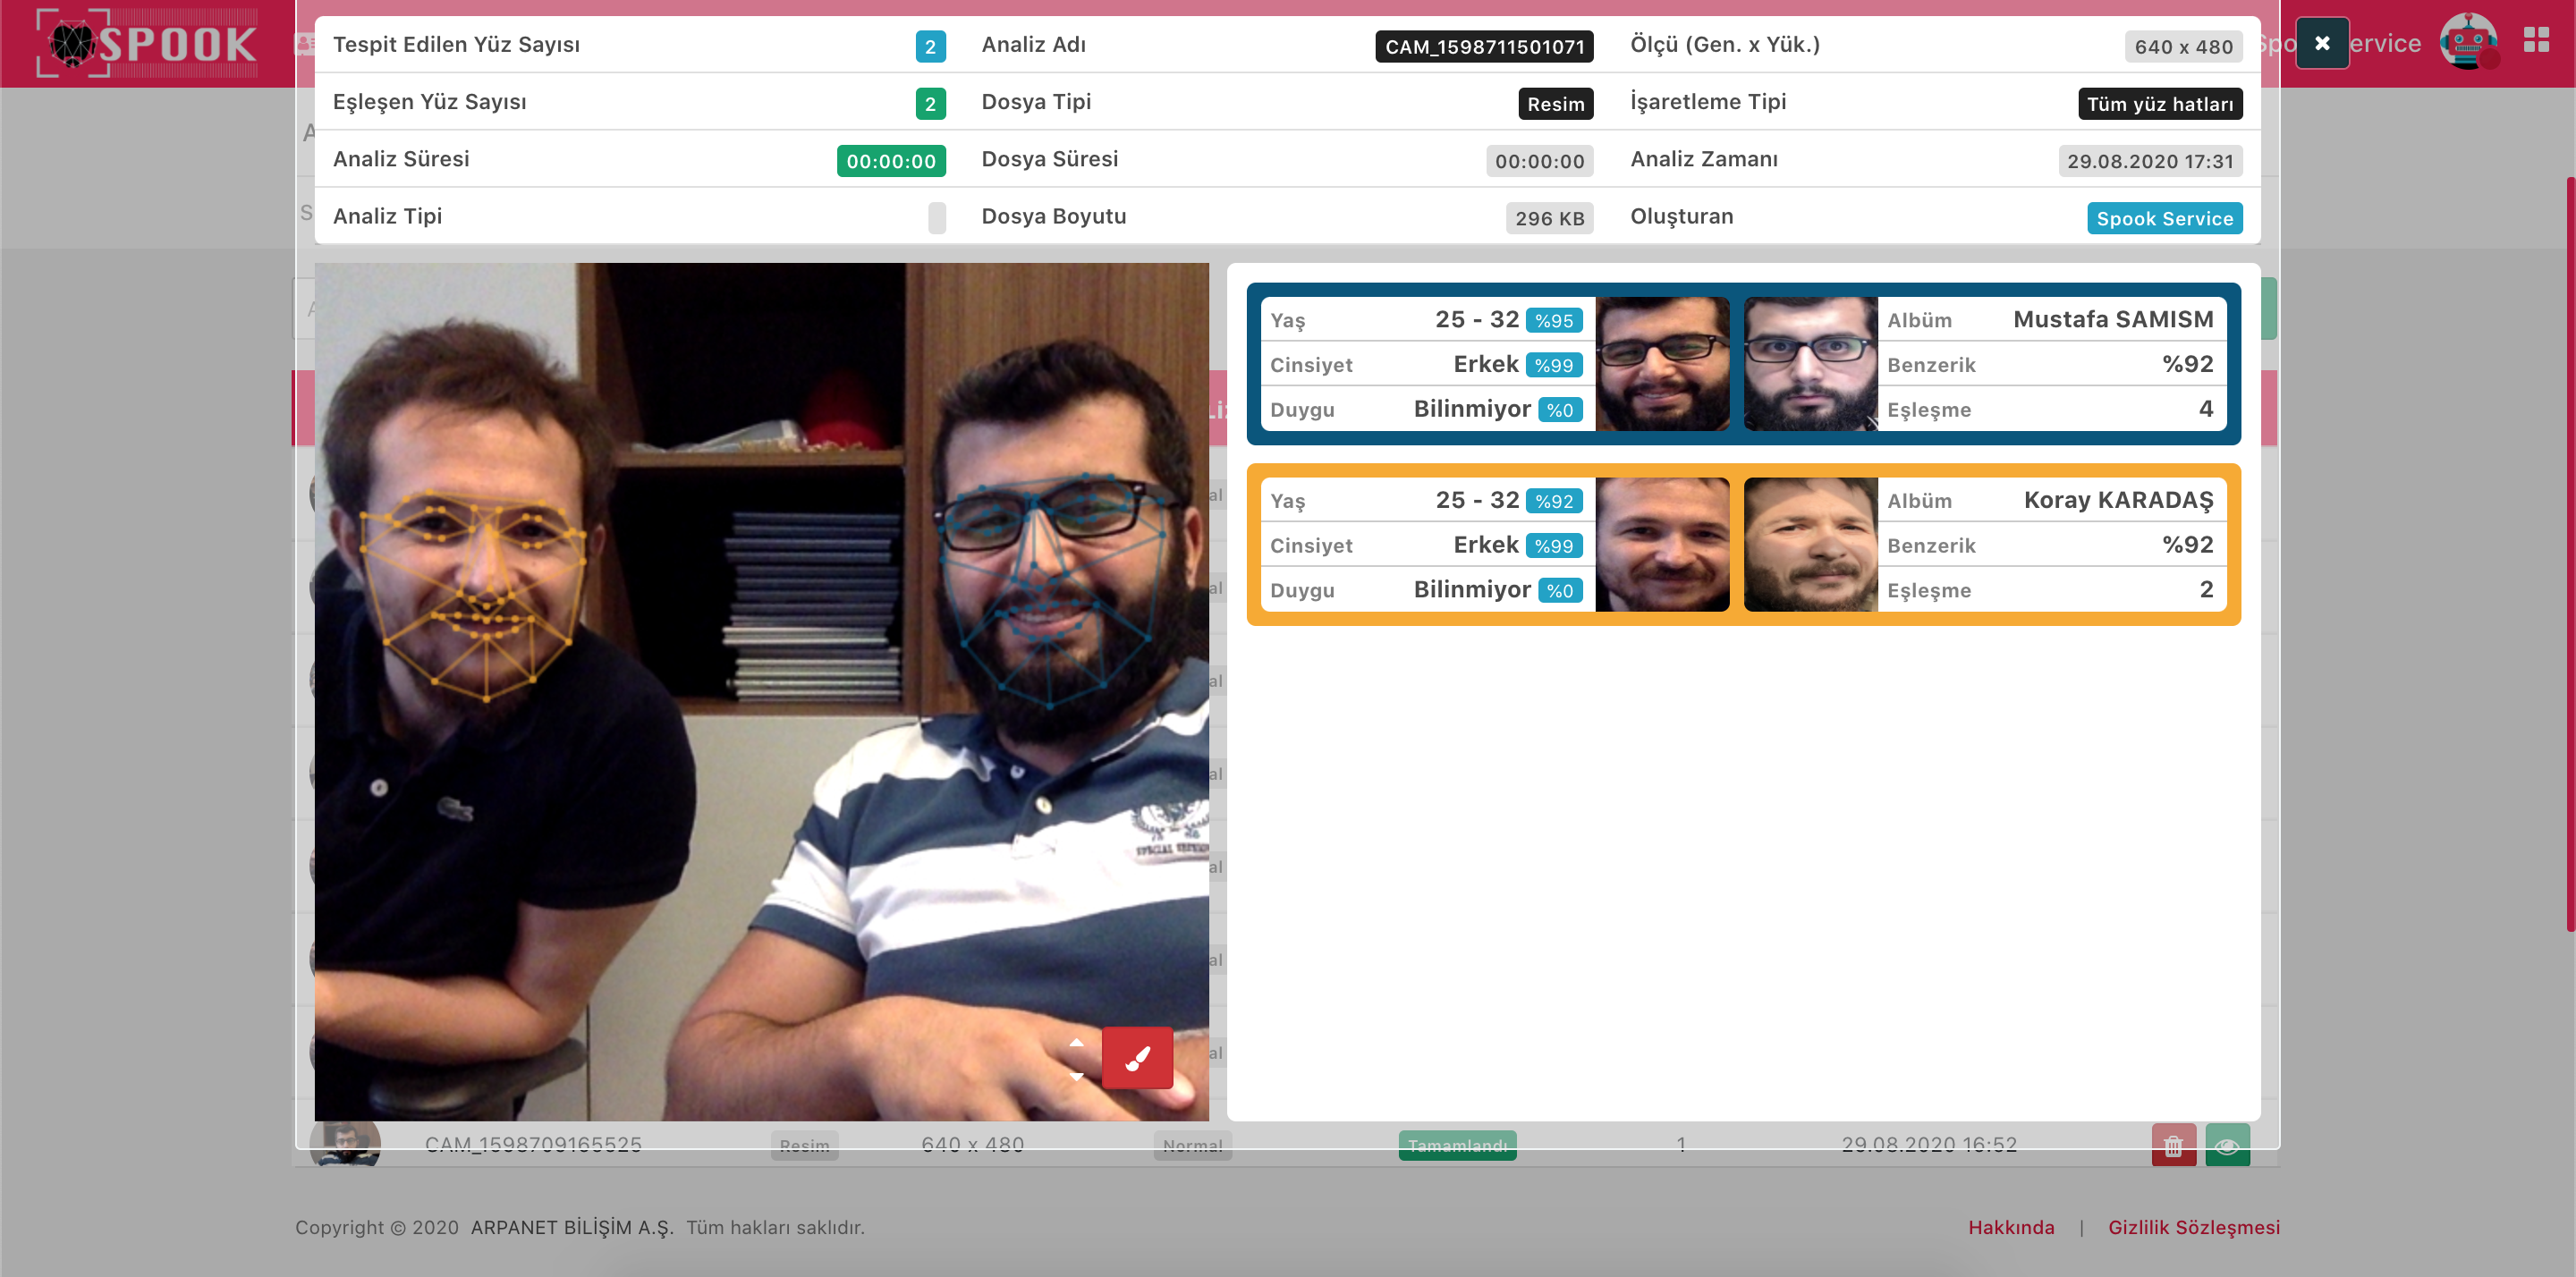 SPOOK
Spo ervice
Tespit Edilen Yüz Sayısı 2 Analiz Adı CAM_1598711501071 Ölçü (Gen. x Yük.) 640 x 480
Eşleşen Yüz Sayısı 2 Dosya Tipi Resim İşaretleme Tipi Tüm yüz hatları
Analiz Süresi 00:00:00 Dosya Süresi 00:00:00 Analiz Zamanı 29.08.2020 17:31
Analiz Tipi Dosya Boyutu 296 KB Oluşturan Spook Service
Yaş 25 - 32 %95 Albüm Mustafa SAMISM
Cinsiyet Erkek %99 Benzerik %92
Duygu Bilinmiyor %0 Eşleşme 4
Yaş 25 - 32 %92 Albüm Koray KARADAŞ
Cinsiyet Erkek %99 Benzerik %92
Duygu Bilinmiyor %0 Eşleşme 2
CAM_1598709165525 Resim 640 x 480 Normal Tamamlandı 1 29.08.2020 16:52
Copyright © 2020 ARPANET BİLİŞİM A.Ş. Tüm hakları saklıdır. Hakkında | Gizlilik Sözleşmesi